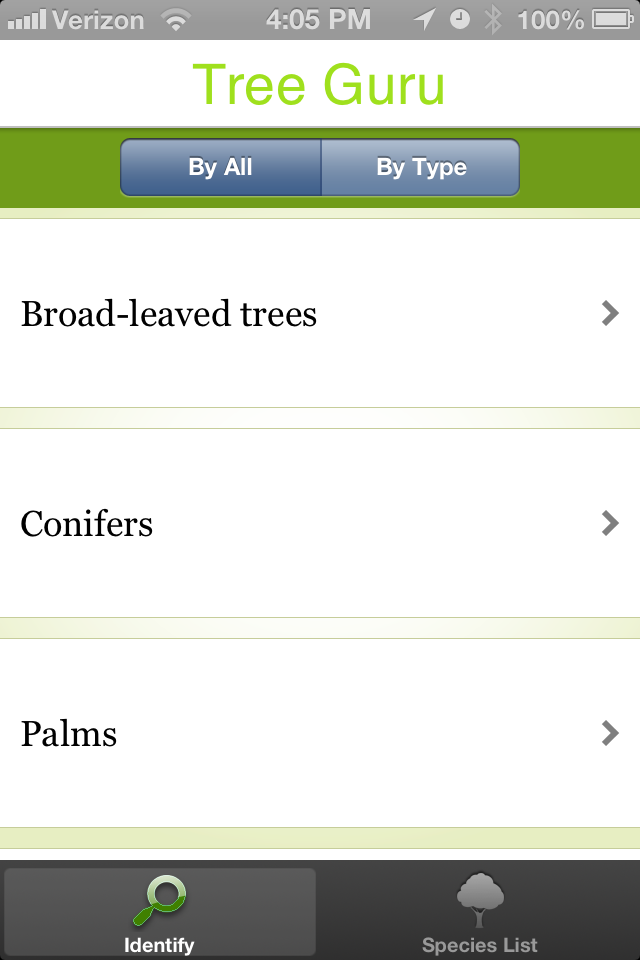 Verizon 4:05 PM 100%
Tree Guru
By All By Type
Broad-leaved trees
Conifers
Palms
Identify Species List